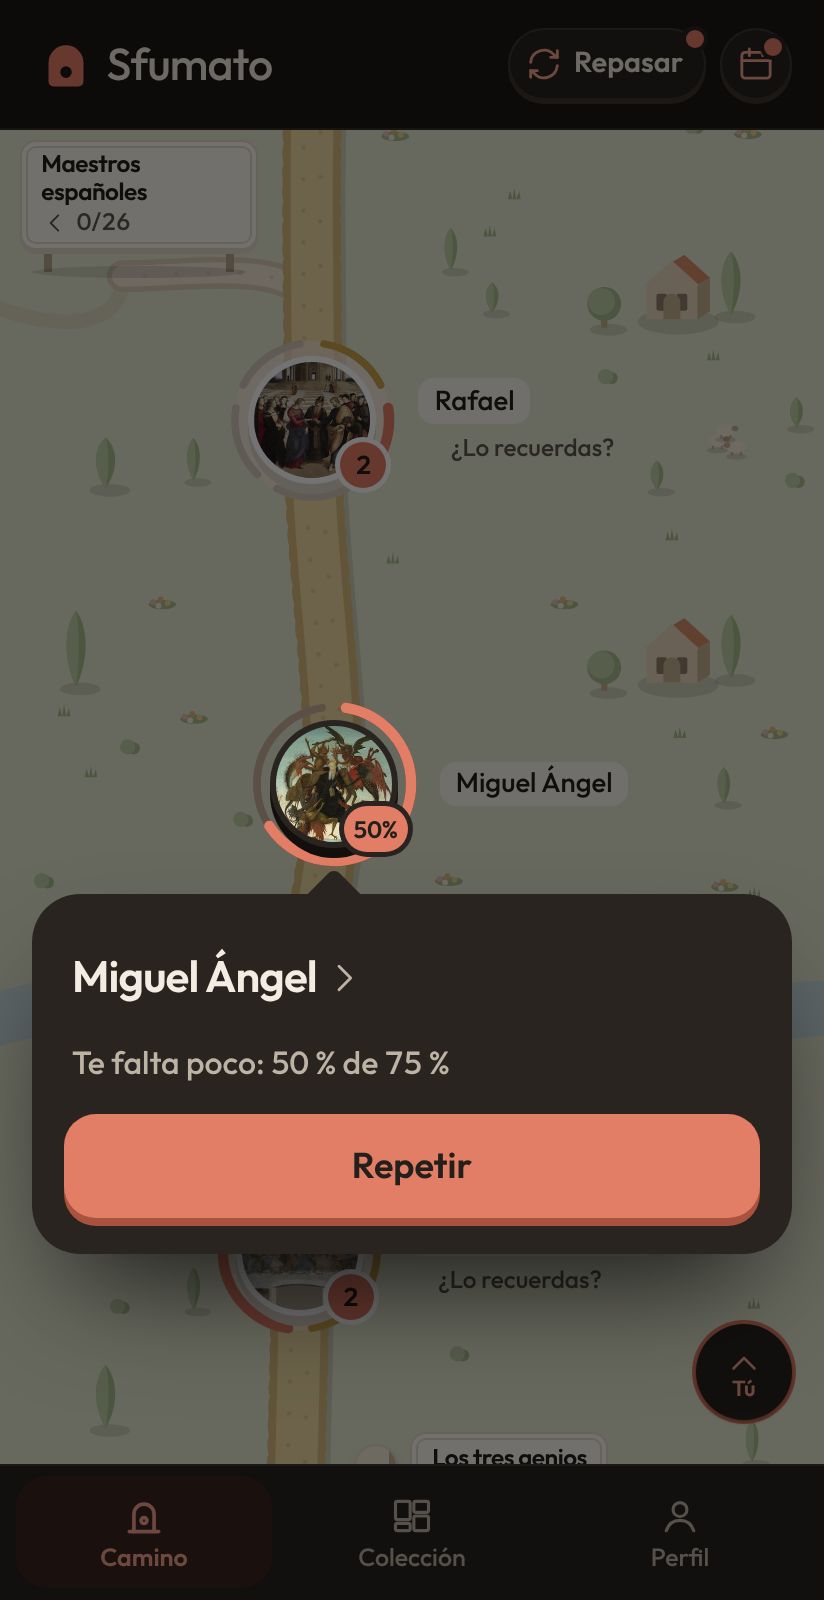 Sfumato
Repasar
Maestros
españoles
0/26
Rafael
2
¿Lo recuerdas?
Miguel Ángel
50%
Miguel Ángel
Te falta poco: 50 % de 75 %
Repetir
2
¿Lo recuerdas?
Tú
Los tres genios
Camino
Colección
Perfil